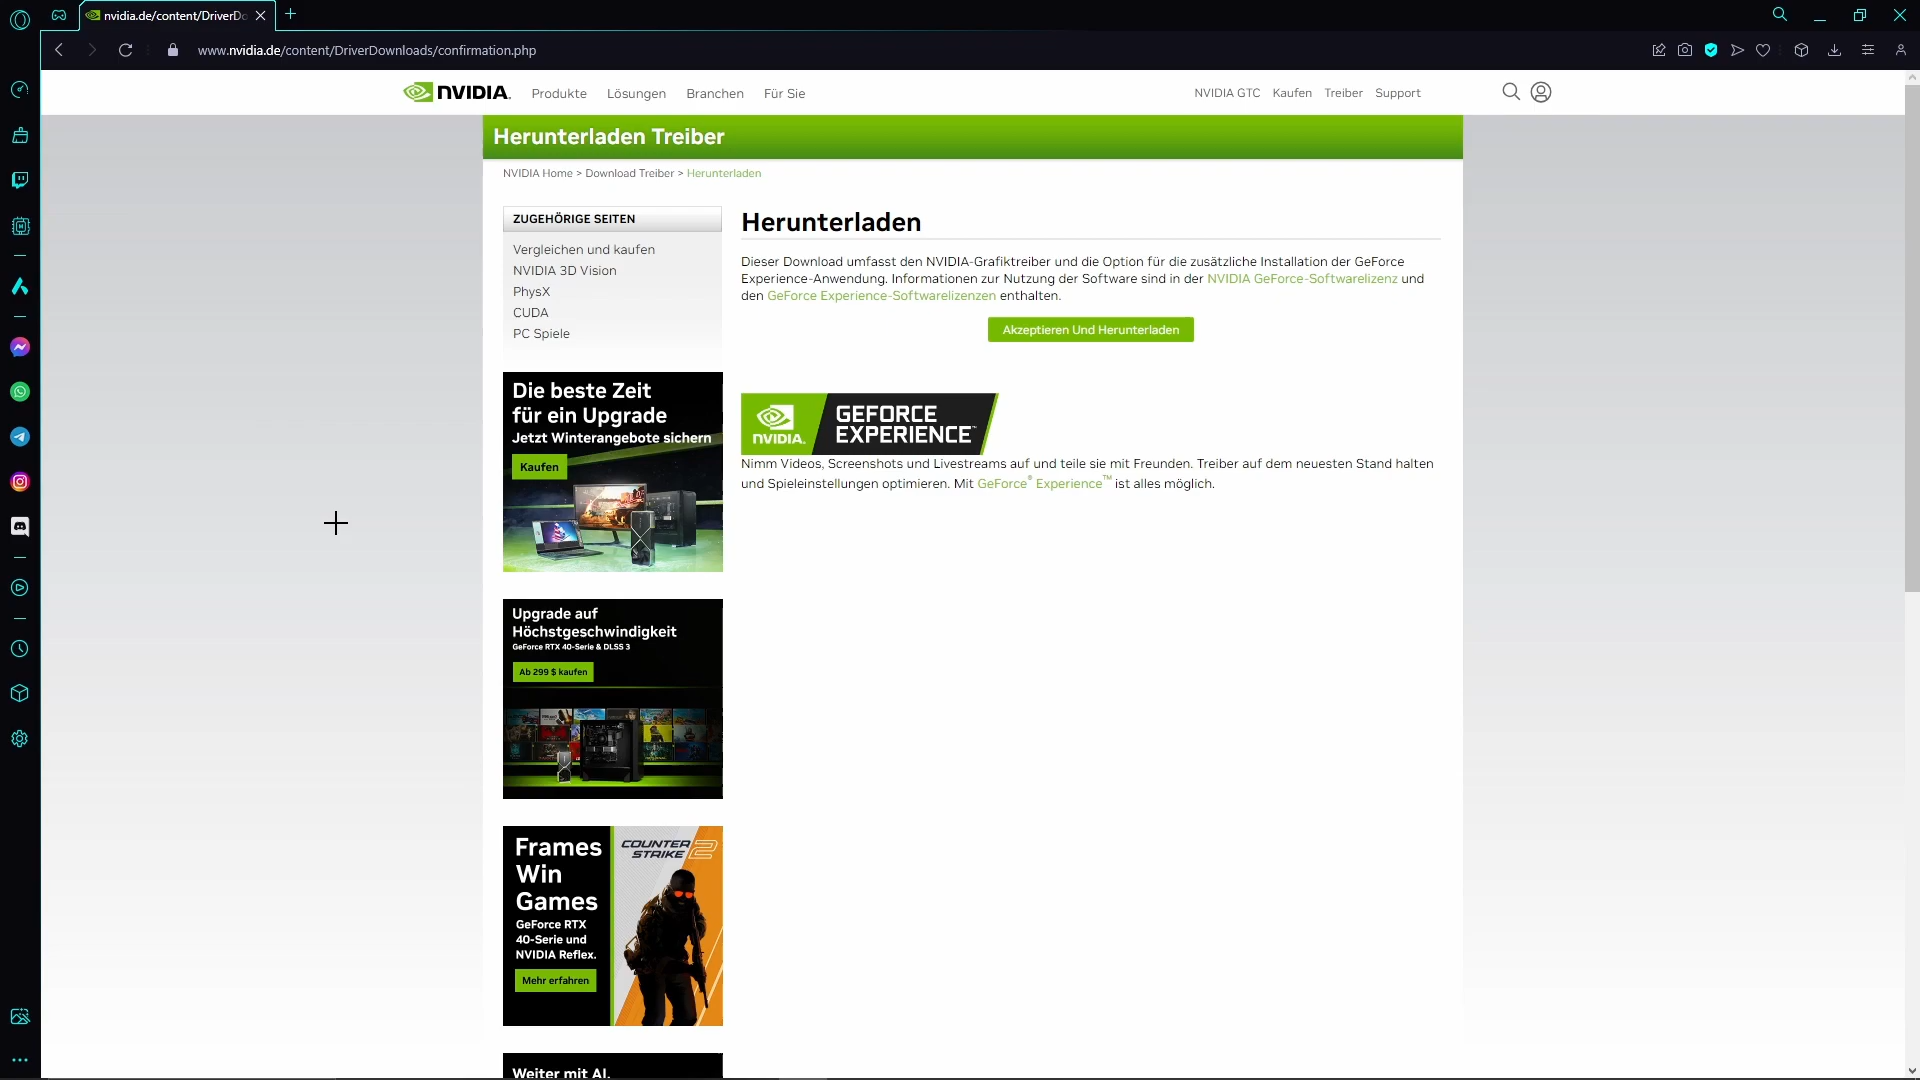 nvidia.de/content/DriverDo
www.nvidia.de/content/DriverDownloads/confirmation.php
NVIDIA.
Produkte
Lösungen
Branchen
Für Sie
NVIDIA GTC
Kaufen
Treiber
Support
Herunterladen Treiber
NVIDIA Home > Download Treiber > Herunterladen
ZUGEHÖRIGE SEITEN
Vergleichen und kaufen
NVIDIA 3D Vision
PhysX
CUDA
PC Spiele
Herunterladen
Dieser Download umfasst den NVIDIA-Grafiktreiber und die Option für die zusätzliche Installation der GeForce
Experience-Anwendung. Informationen zur Nutzung der Software sind in der NVIDIA GeForce-Softwarelizenz und
den GeForce Experience-Softwarelizenzen enthalten.
Akzeptieren Und Herunterladen
NVIDIA.
GEFORCE
EXPERIENCE™
Nimm Videos, Screenshots und Livestreams auf und teile sie mit Freunden. Treiber auf dem neuesten Stand halten
und Spieleinstellungen optimieren. Mit GeForce® Experience™ ist alles möglich.
Die beste Zeit
für ein Upgrade
Jetzt Winterangebote sichern
Kaufen
Upgrade auf
Höchstgeschwindigkeit
GeForce RTX 40-Serie & DLSS 3
Ab 299 $ kaufen
Frames
Win
Games
GeForce RTX
40-Serie und
NVIDIA Reflex.
Mehr erfahren
COUNTER
STRIKE 2
Weiter mit AI.